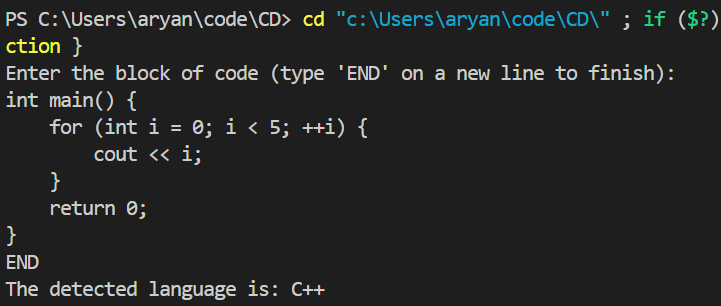 PS C:\Users\aryan\code\CD> cd "c:\Users\aryan\code\CD\" ; if ($?)
ction }
Enter the block of code (type 'END' on a new line to finish):
int main() {
    for (int i = 0; i < 5; ++i) {
        cout << i;
    }
    return 0;
}
END
The detected language is: C++